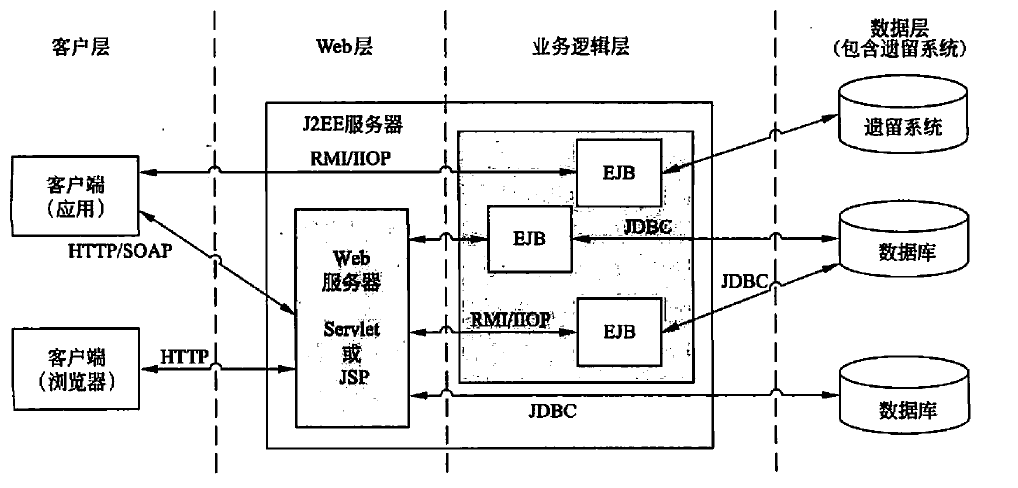 客户层
Web层
业务逻辑层
数据层
（包含遗留系统）
J2EE服务器
遗留系统
RMI/IIOP
EJB
客户端
（应用）
EJB
JDBC
数据库
HTTP/SOAP
Web
服务器
JDBC
Servlet
或
JSP
RMI/IIOP
EJB
客户端
（浏览器）
HTTP
JDBC
数据库